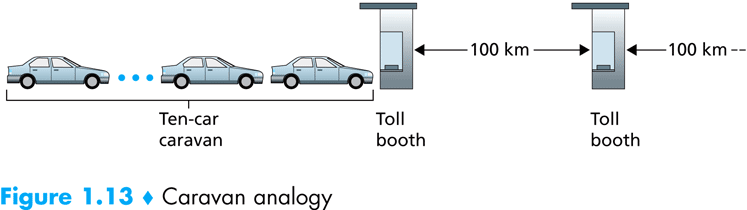 100 km
100 km
Ten-car
caravan
Toll
booth
Toll
booth
Figure 1.13 ♦ Caravan analogy